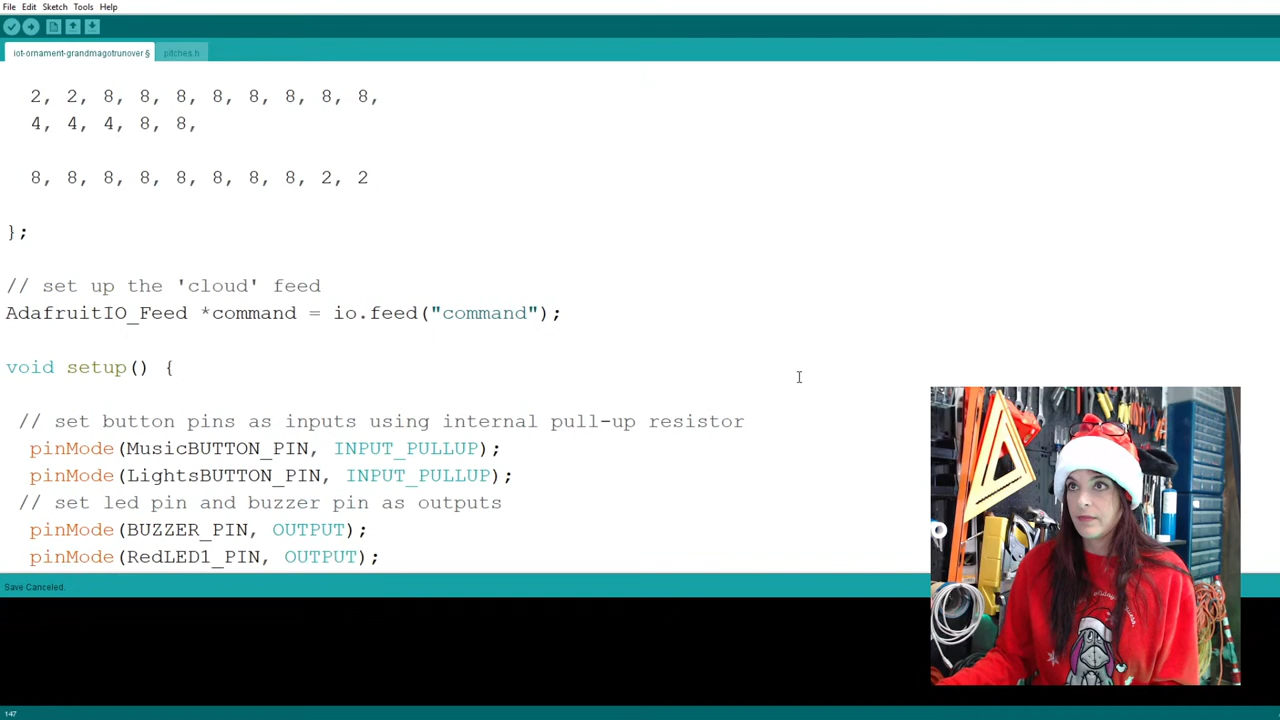 File Edit Sketch Tools Help
iot-ornament-grandmagotrunover § pitches.h
2, 2, 8, 8, 8, 8, 8, 8, 8, 8,
4, 4, 4, 8, 8,
8, 8, 8, 8, 8, 8, 8, 8, 2, 2
};
// set up the 'cloud' feed
AdafruitIO_Feed *command = io.feed("command");
void setup() {
// set button pins as inputs using internal pull-up resistor
pinMode(MusicBUTTON_PIN, INPUT_PULLUP);
pinMode(LightsBUTTON_PIN, INPUT_PULLUP);
// set led pin and buzzer pin as outputs
pinMode(BUZZER_PIN, OUTPUT);
pinMode(RedLED1_PIN, OUTPUT);
Save Canceled.
147